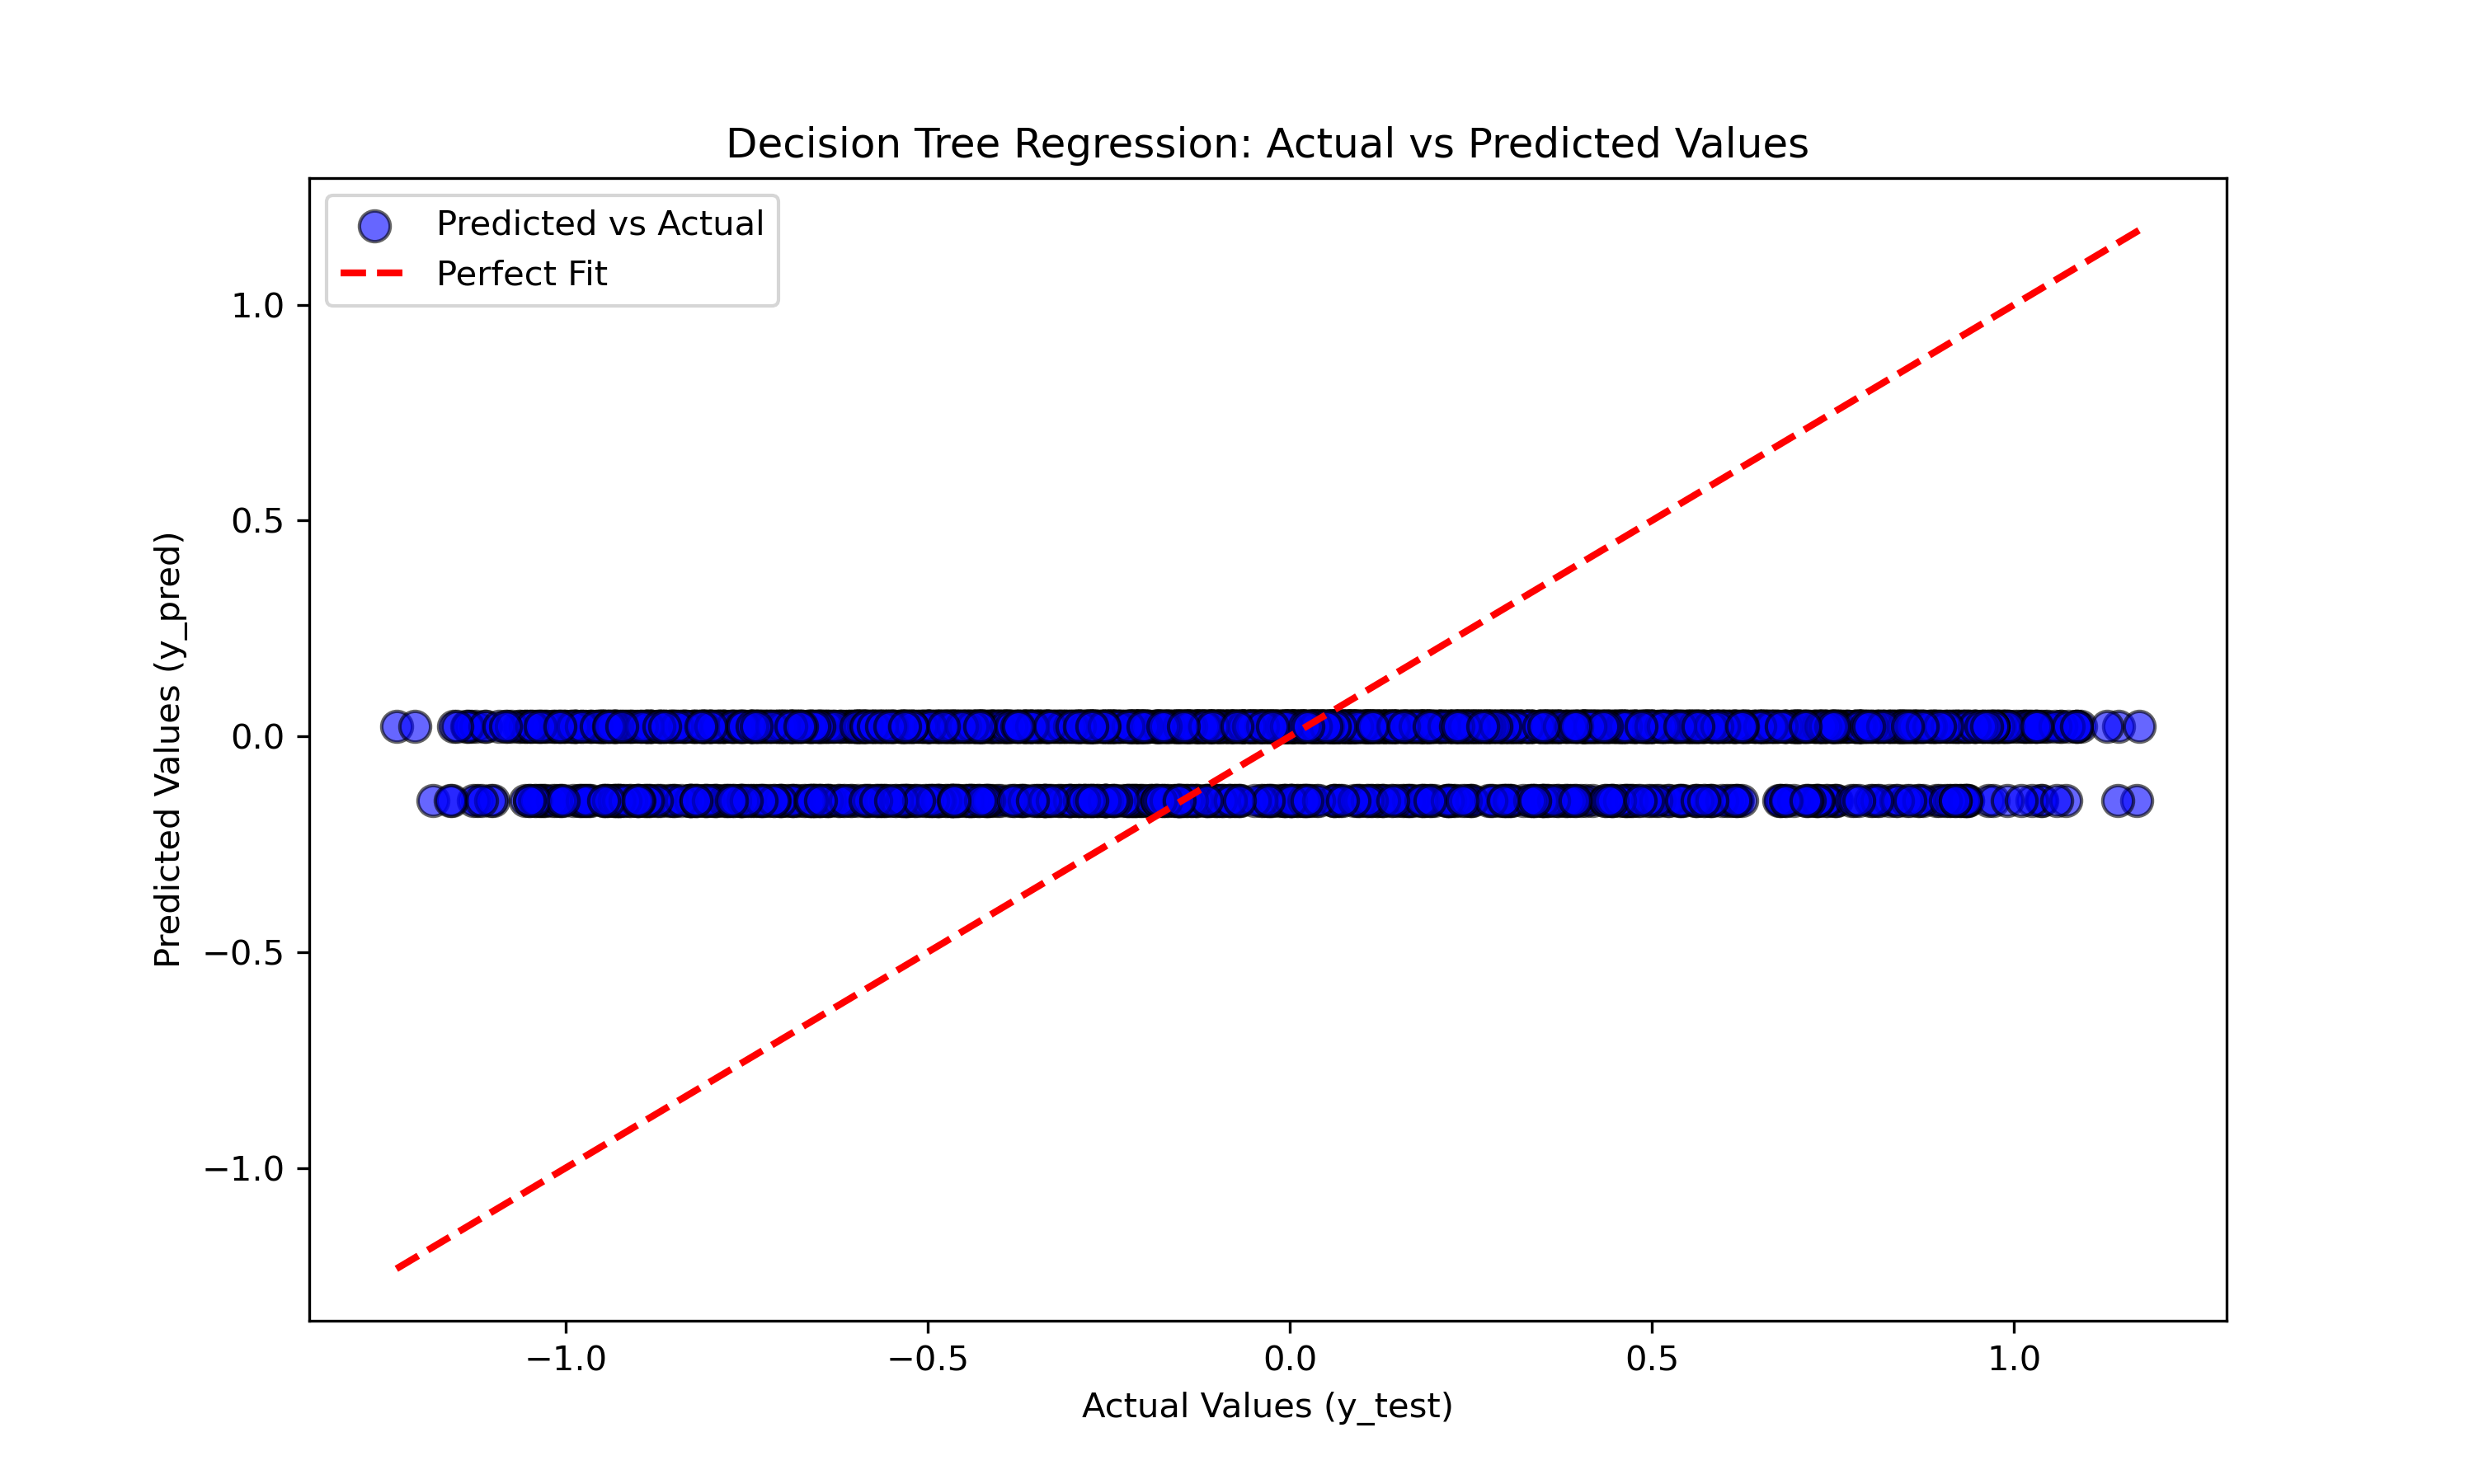 Decision Tree Regression: Actual vs Predicted Values
Predicted vs Actual
Perfect Fit
1.0
0.5
0.0
−0.5
−1.0
Predicted Values (y_pred)
−1.0
−0.5
0.0
0.5
1.0
Actual Values (y_test)